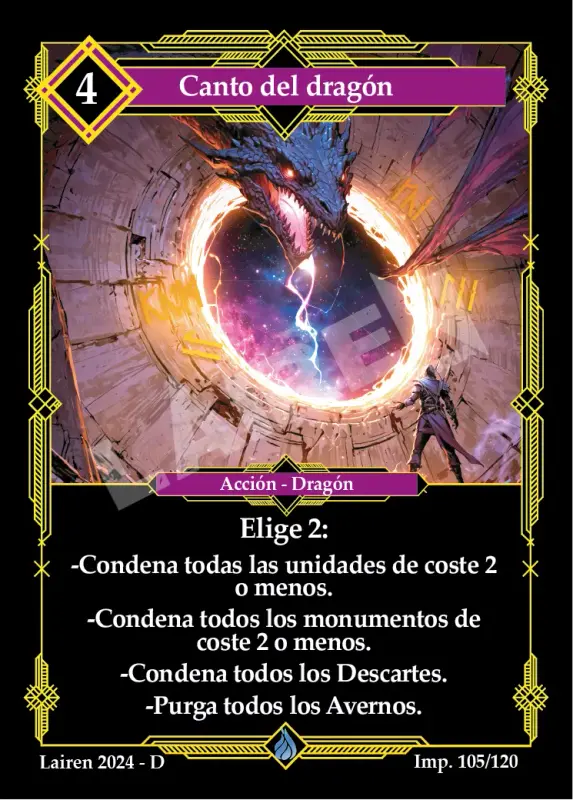 4
Canto del dragón
LAIREN
Acción - Dragón
Elige 2:
-Condena todas las unidades de coste 2
o menos.
-Condena todos los monumentos de
coste 2 o menos.
-Condena todos los Descartes.
-Purga todos los Avernos.
Lairen 2024 - D
Imp. 105/120